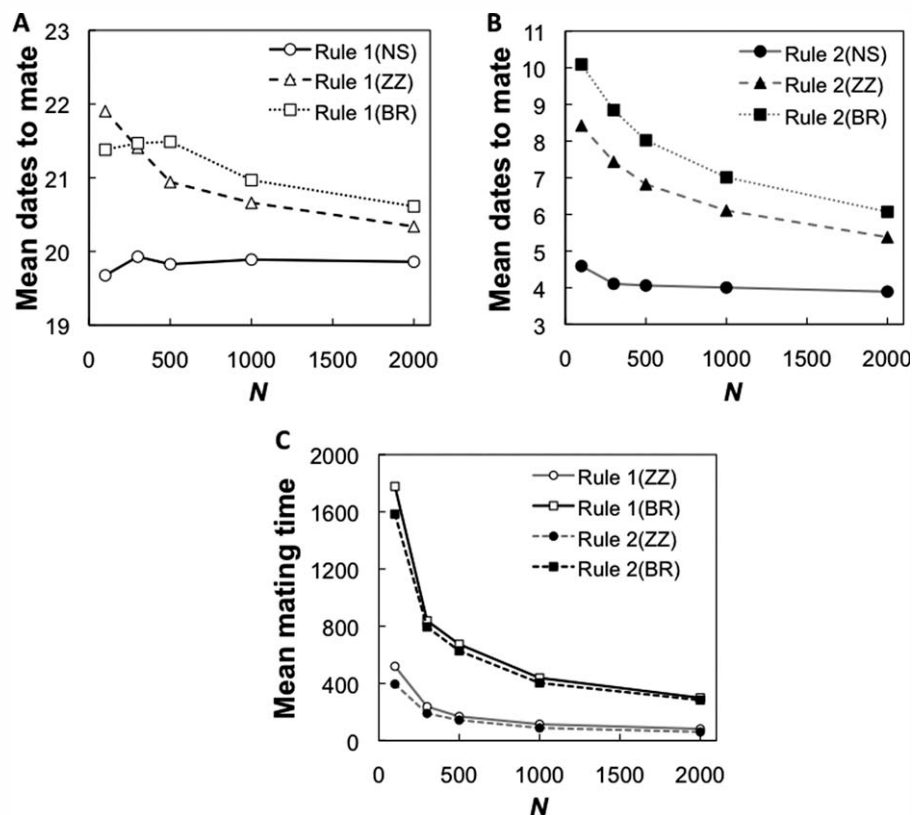 A
Mean dates to mate
23
22
21
20
19
0
500
1000
1500
2000
N
Rule 1(NS)
Rule 1(ZZ)
Rule 1(BR)
B
Mean dates to mate
11
10
9
8
7
6
5
4
3
0
500
1000
1500
2000
N
Rule 2(NS)
Rule 2(ZZ)
Rule 2(BR)
C
Mean mating time
2000
1600
1200
800
400
0
0
500
1000
1500
2000
N
Rule 1(ZZ)
Rule 1(BR)
Rule 2(ZZ)
Rule 2(BR)